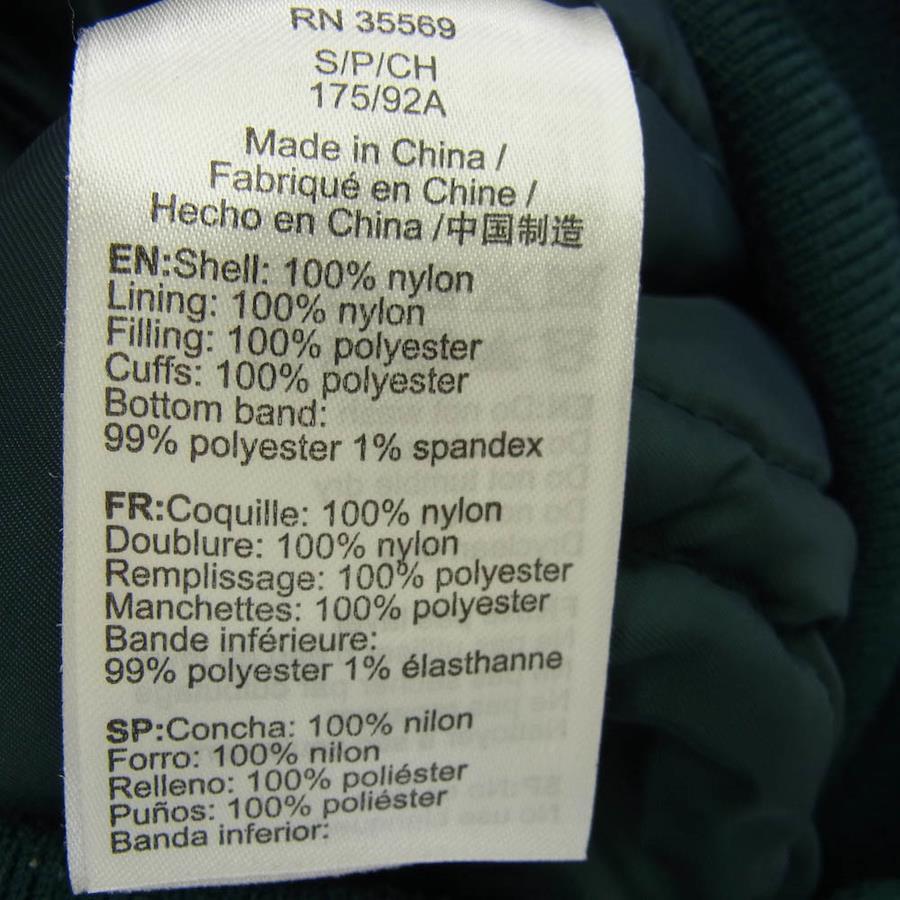 RN 35569
S/P/CH
175/92A
Made in China /
Fabriqué en Chine /
Hecho en China /中国制造
EN:Shell: 100% nylon
Lining: 100% nylon
Filling: 100% polyester
Cuffs: 100% polyester
Bottom band:
99% polyester 1% spandex
FR:Coquille: 100% nylon
Doublure: 100% nylon
Remplissage: 100% polyester
Manchettes: 100% polyester
Bande inférieure:
99% polyester 1% élasthanne
SP:Concha: 100% nilon
Forro: 100% nilon
Relleno: 100% poliéster
Puños: 100% poliéster
Banda inferior: